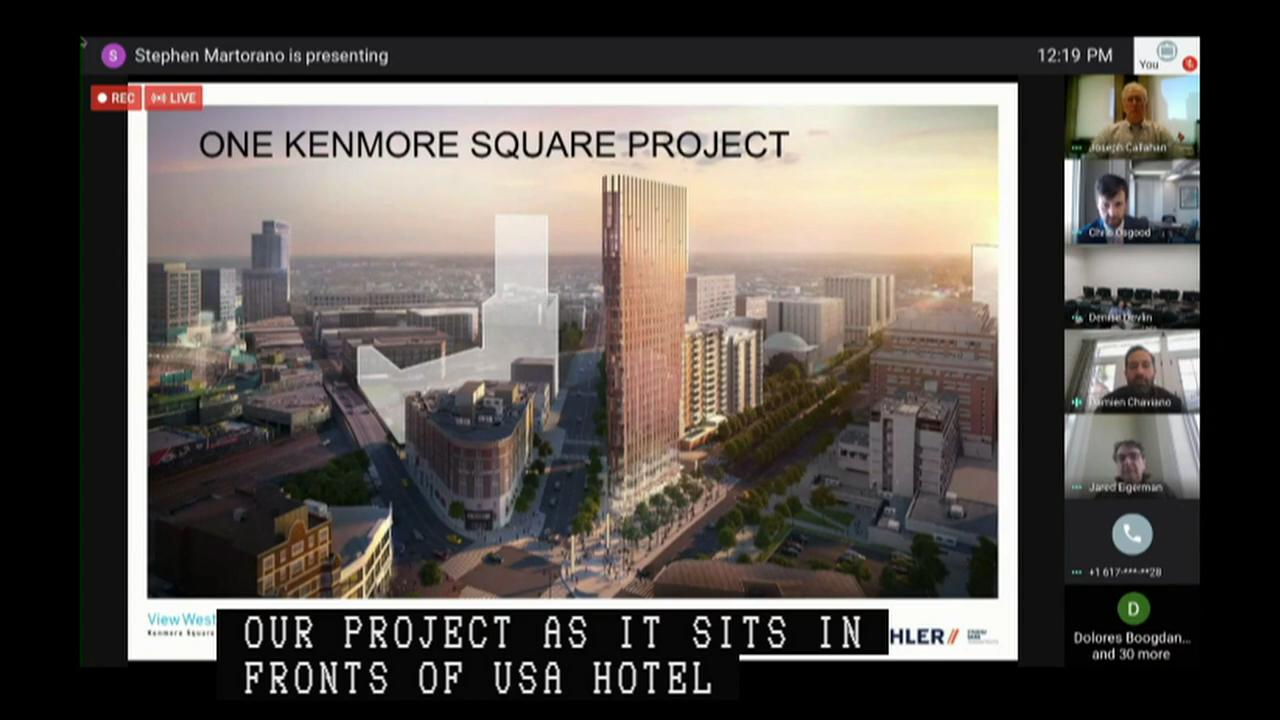 S Stephen Martorano is presenting
12:19 PM
You
REC
LIVE
ONE KENMORE SQUARE PROJECT
Joseph Callahan
Chris Osgood
Denise Devlin
Damien Chaviano
Jared Eigerman
+1 617-***-**28
D
Dolores Boogdan...
and 30 more
View West
Kenmore Square
HLER
OUR PROJECT AS IT SITS IN
FRONTS OF USA HOTEL